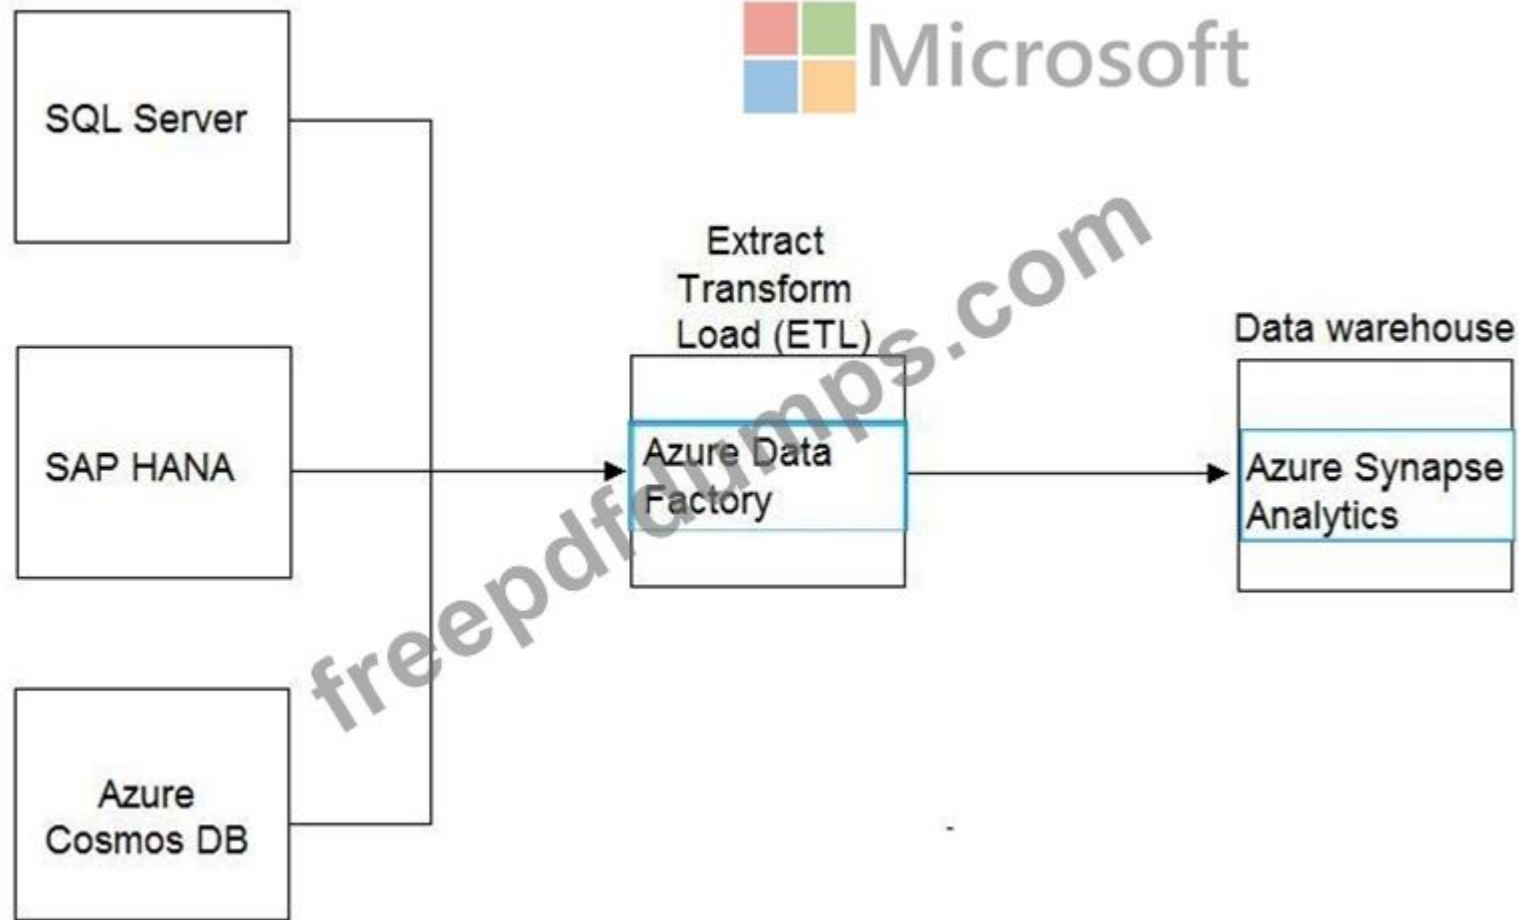 Microsoft
SQL Server
SAP HANA
Azure
Cosmos DB
Extract
Transform
Load (ETL)
Azure Data
Factory
Data warehouse
Azure Synapse
Analytics
freepdfdumps.com